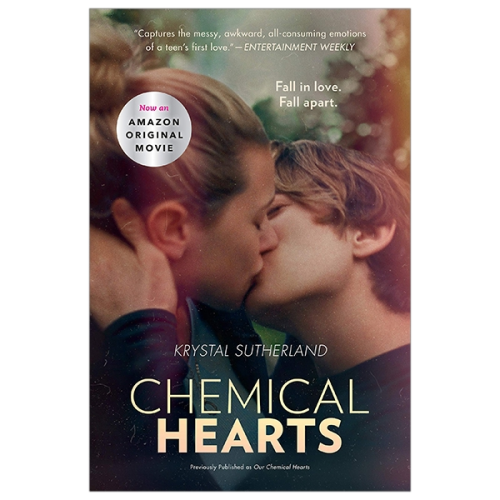 “Captures the messy, awkward, all-consuming emotions
of a teen's first love.” — ENTERTAINMENT WEEKLY
Fall in love.
Fall apart.
Now an
AMAZON
ORIGINAL
MOVIE
KRYSTAL SUTHERLAND
CHEMICAL
HEARTS
Previously Published as Our Chemical Hearts